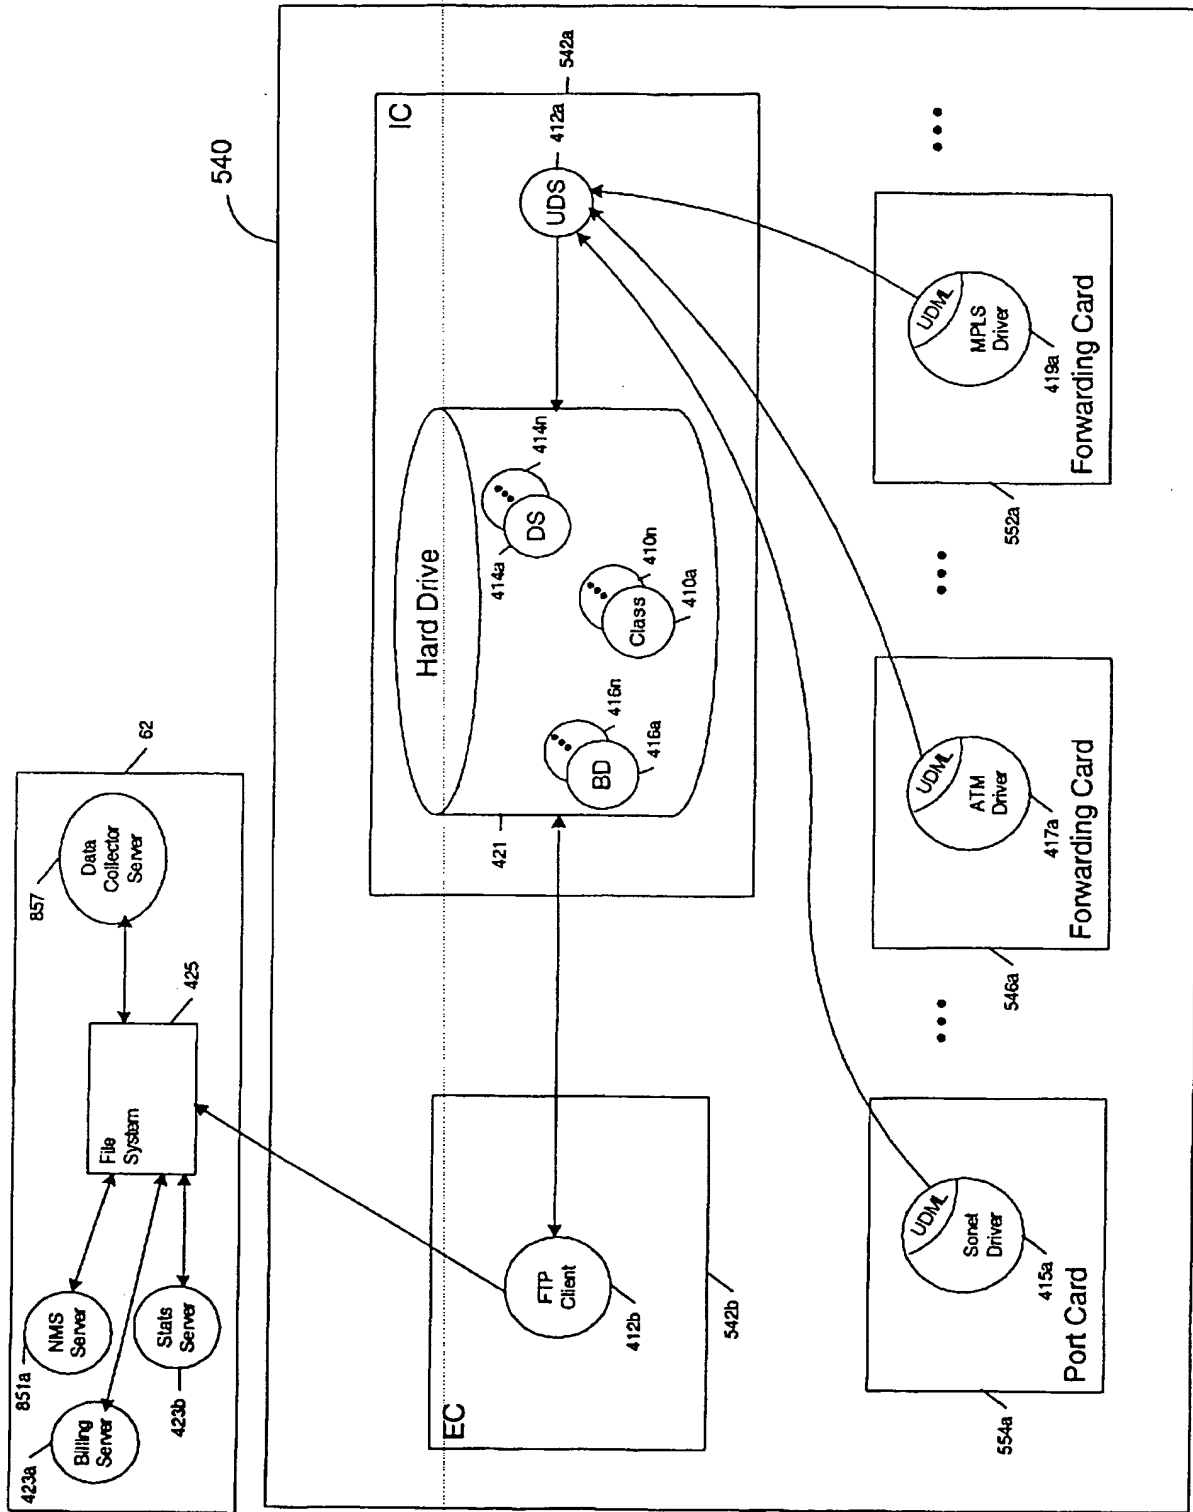 851a
NMS
Server
857
Data
Collector
Server
62
423a
Billing
Server
Stats
Server
423b
File
System
425
540
EC
FTP
Client
412b
542b
IC
542a
Hard Drive
421
414a
DS
414n
UDS
412a
BD
416n
416a
Class
410n
410a
•••
•••
•••
UDML
Sonet
Driver
415a
Port Card
554a
•••
UDML
ATM
Driver
417a
Forwarding Card
546a
•••
UDML
MPLS
Driver
419a
Forwarding Card
552a
•••